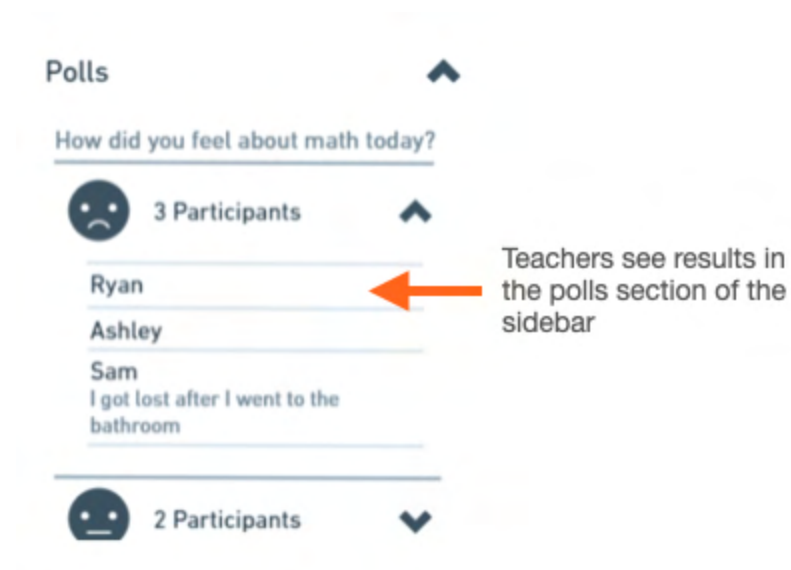 Polls
How did you feel about math today?
3 Participants
Ryan
Teachers see results in
the polls section of the
sidebar
Ashley
Sam
I got lost after I went to the
bathroom
2 Participants